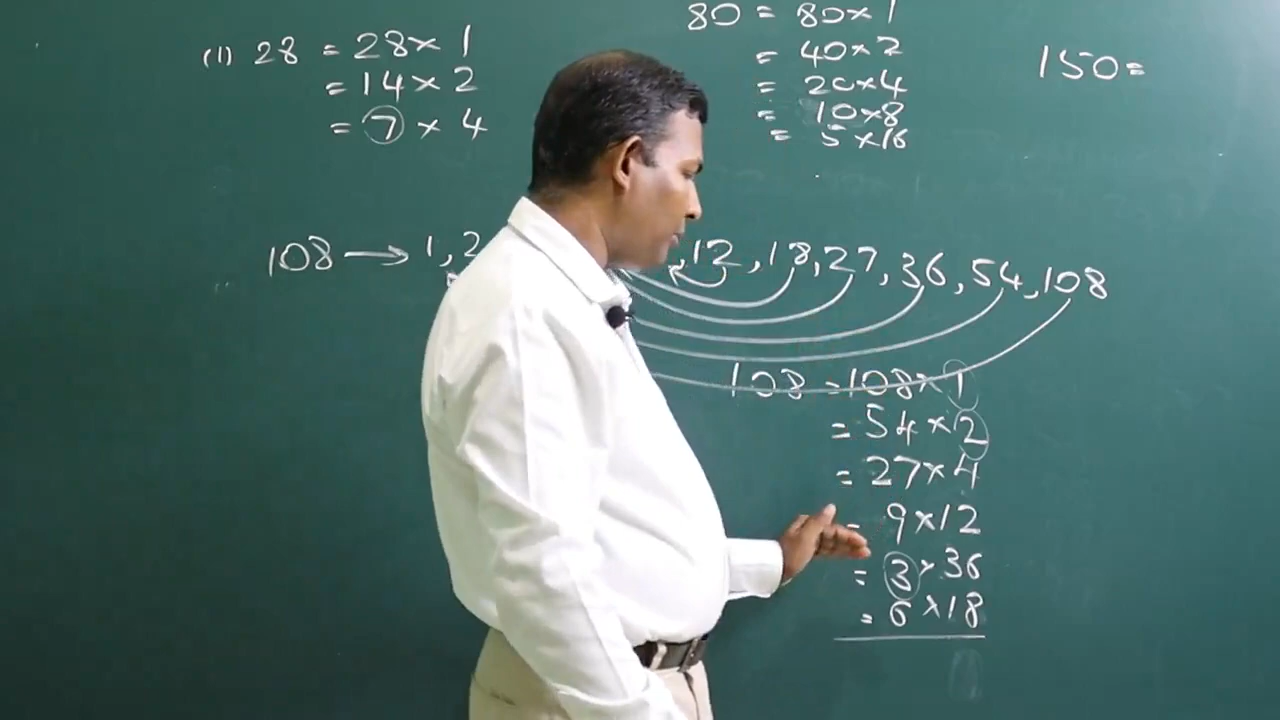 (1) 28 = 28 × 1
= 14 × 2
= 7 × 4
80 = 80 × 1
= 40 × 2
= 20 × 4
= 10 × 8
= 5 × 16
150 =
108 → 1, 2 , 12, 18, 27, 36, 54, 108
108 = 108 × 1
= 54 × 2
= 27 × 4
= 9 × 12
= 3 × 36
= 6 × 18